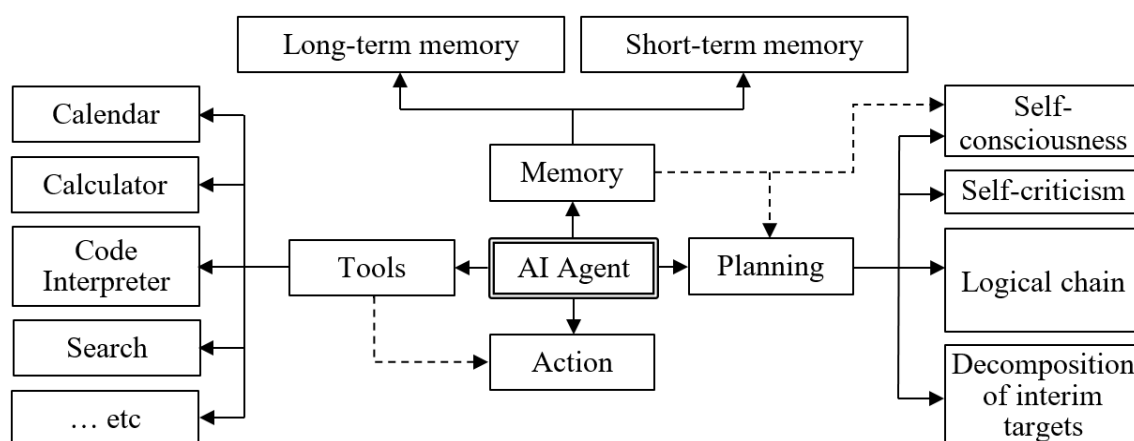 Long-term memory
Short-term memory
Calendar
Self-
consciousness
Calculator
Memory
Self-criticism
Code
Interpreter
Tools
AI Agent
Planning
Logical chain
Search
Action
Decomposition
of interim
targets
… etc